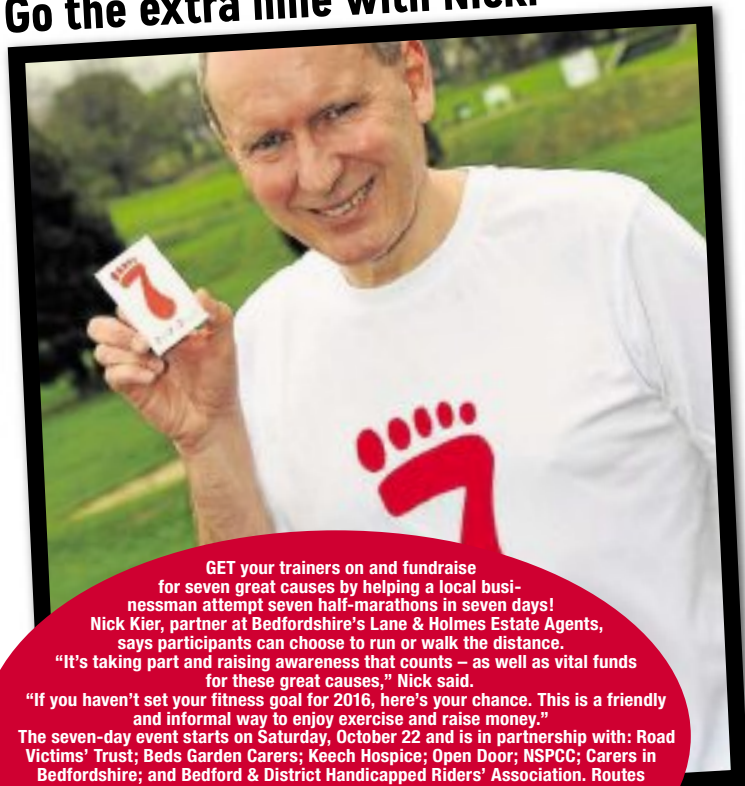 Go the extra mile with Nick!
7
7
GET your trainers on and fundraise
for seven great causes by helping a local busi-
nessman attempt seven half-marathons in seven days!
Nick Kier, partner at Bedfordshire's Lane & Holmes Estate Agents,
says participants can choose to run or walk the distance.
“It's taking part and raising awareness that counts – as well as vital funds
for these great causes,” Nick said.
“If you haven't set your fitness goal for 2016, here's your chance. This is a friendly
and informal way to enjoy exercise and raise money.”
The seven-day event starts on Saturday, October 22 and is in partnership with: Road
Victims' Trust; Beds Garden Carers; Keech Hospice; Open Door; NSPCC; Carers in
Bedfordshire; and Bedford & District Handicapped Riders' Association. Routes